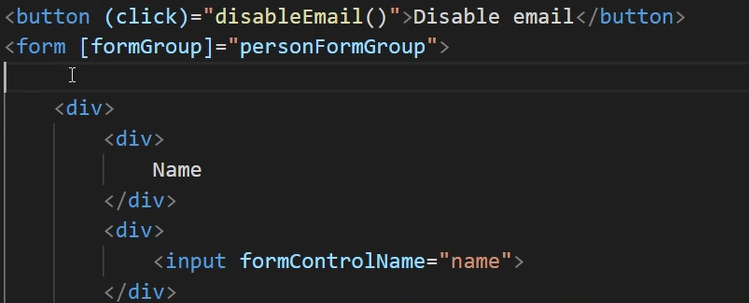 <button (click)="disableEmail()">Disable email</button>
<form [formGroup]="personFormGroup">
<div>
<div>
Name
</div>
<div>
<input formControlName="name">
</div>